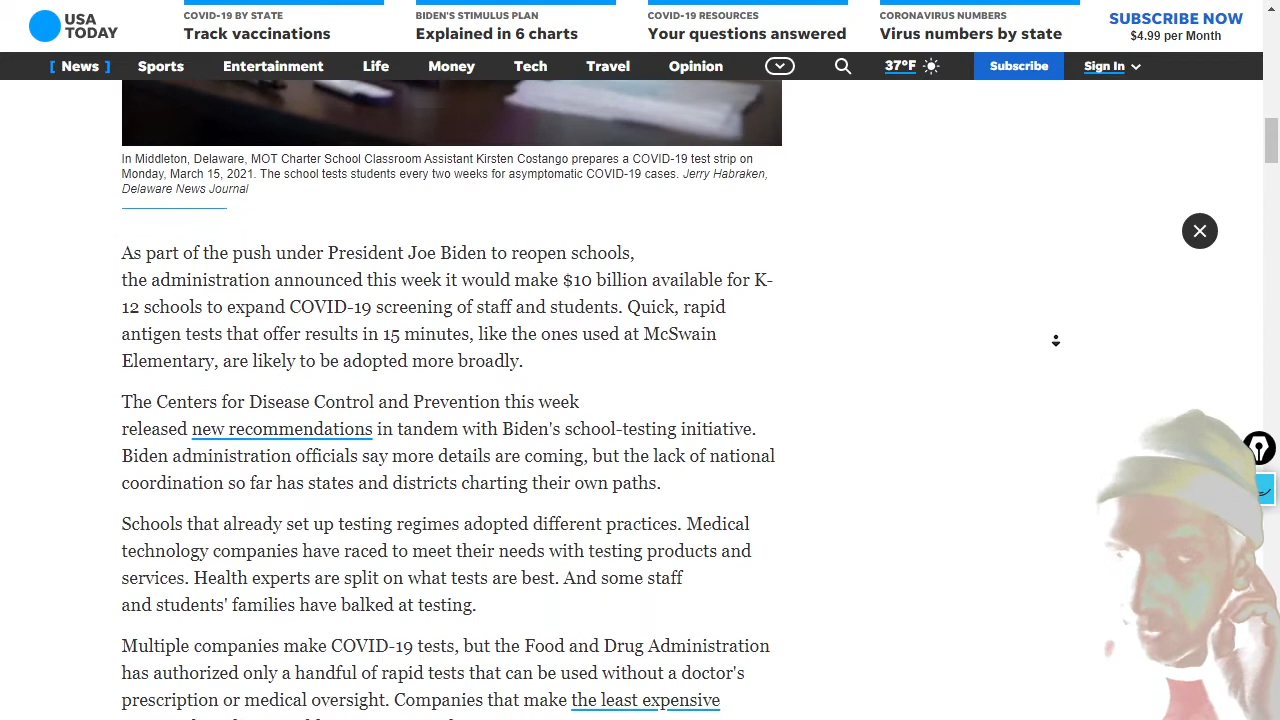 USA
TODAY
COVID-19 BY STATE
Track vaccinations
BIDEN'S STIMULUS PLAN
Explained in 6 charts
COVID-19 RESOURCES
Your questions answered
CORONAVIRUS NUMBERS
Virus numbers by state
SUBSCRIBE NOW
$4.99 per Month
[ News ] Sports Entertainment Life Money Tech Travel Opinion 37°F Subscribe Sign In
In Middleton, Delaware, MOT Charter School Classroom Assistant Kirsten Costango prepares a COVID-19 test strip on
Monday, March 15, 2021. The school tests students every two weeks for asymptomatic COVID-19 cases. Jerry Habraken,
Delaware News Journal
As part of the push under President Joe Biden to reopen schools,
the administration announced this week it would make $10 billion available for K-
12 schools to expand COVID-19 screening of staff and students. Quick, rapid
antigen tests that offer results in 15 minutes, like the ones used at McSwain
Elementary, are likely to be adopted more broadly.
The Centers for Disease Control and Prevention this week
released new recommendations in tandem with Biden's school-testing initiative.
Biden administration officials say more details are coming, but the lack of national
coordination so far has states and districts charting their own paths.
Schools that already set up testing regimes adopted different practices. Medical
technology companies have raced to meet their needs with testing products and
services. Health experts are split on what tests are best. And some staff
and students' families have balked at testing.
Multiple companies make COVID-19 tests, but the Food and Drug Administration
has authorized only a handful of rapid tests that can be used without a doctor's
prescription or medical oversight. Companies that make the least expensive